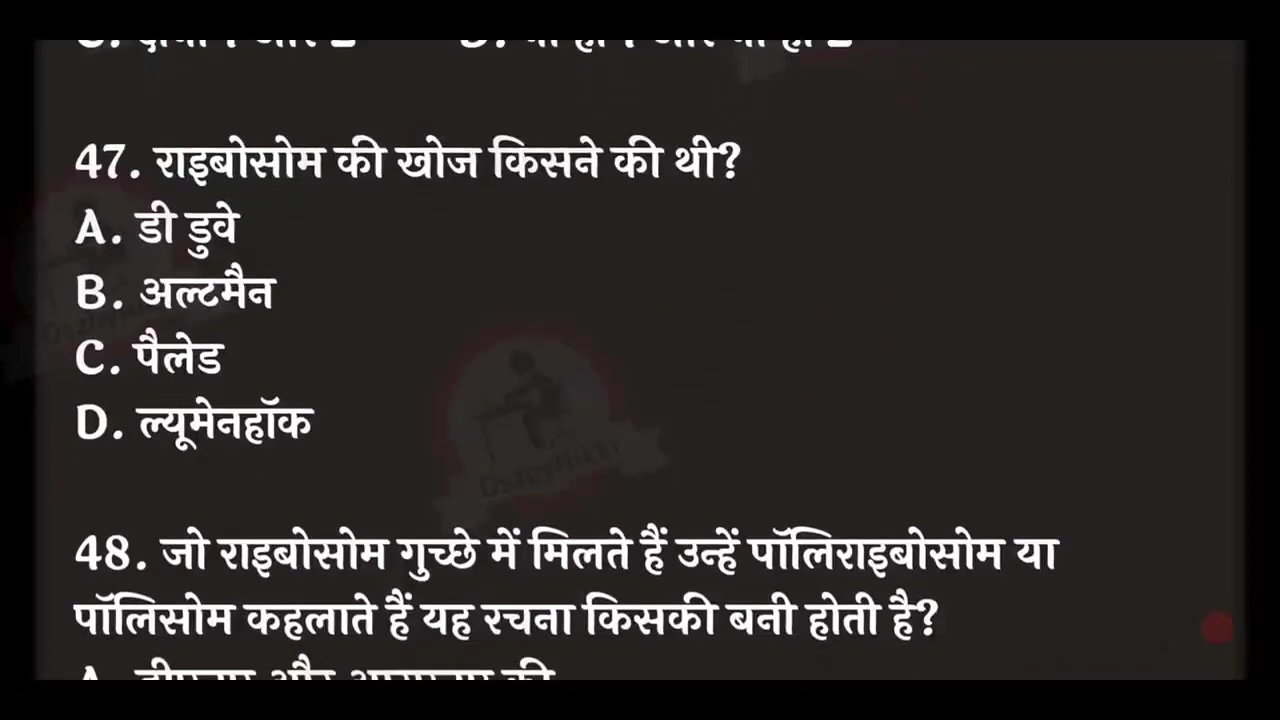 47. राइबोसोम की खोज किसने की थी?
A. डी डुवे
B. अल्टमैन
C. पैलेड
D. ल्यूमेनहॉक
48. जो राइबोसोम गुच्छे में मिलते हैं उन्हें पॉलिराइबोसोम या
पॉलिसोम कहलाते हैं यह रचना किसकी बनी होती है?